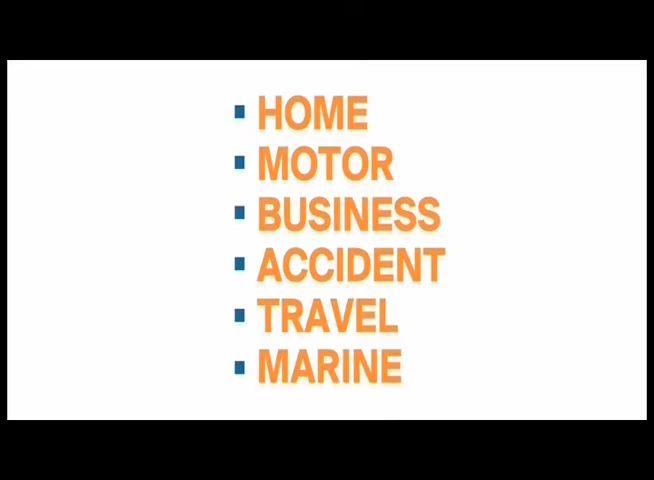 ▪ HOME
▪ MOTOR
▪ BUSINESS
▪ ACCIDENT
▪ TRAVEL
▪ MARINE